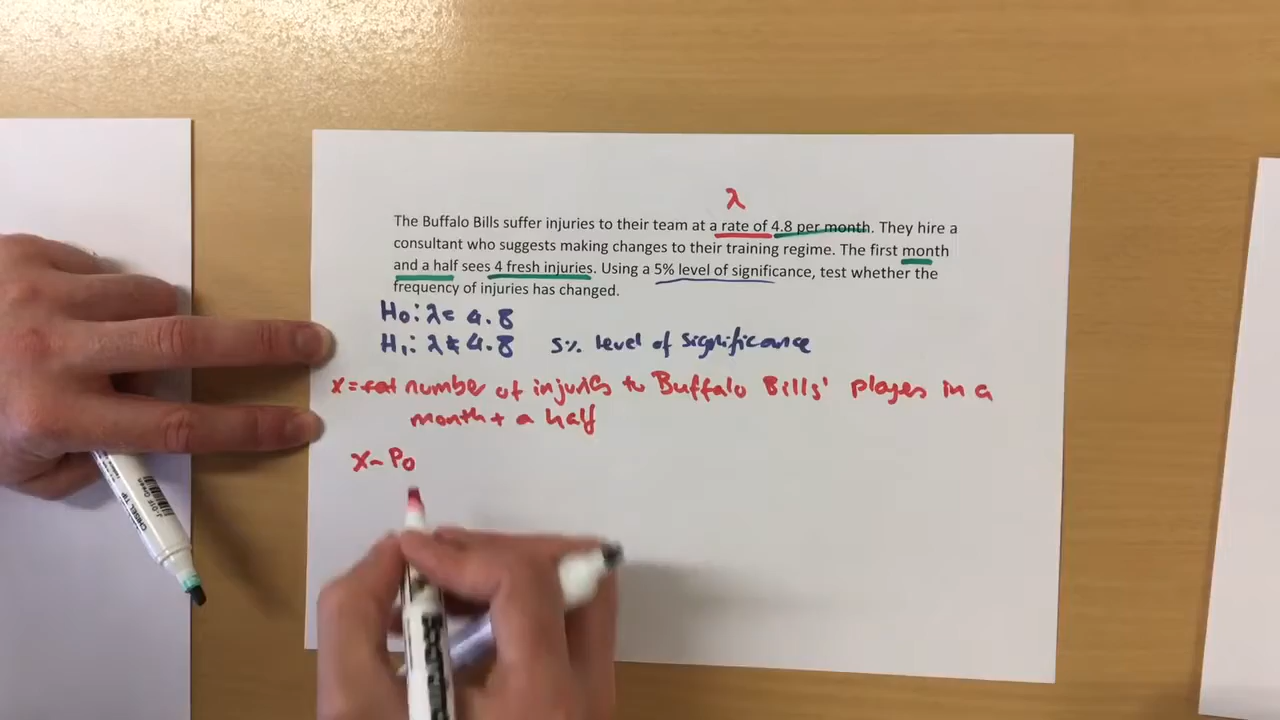 λ
The Buffalo Bills suffer injuries to their team at a rate of 4.8 per month. They hire a
consultant who suggests making changes to their training regime. The first month
and a half sees 4 fresh injuries. Using a 5% level of significance, test whether the
frequency of injuries has changed.
H₀: λ = 4.8
H₁: λ ≠ 4.8 5% level of significance
X = number of injuries to Buffalo Bills' players in a
month + a half
X ~ Po